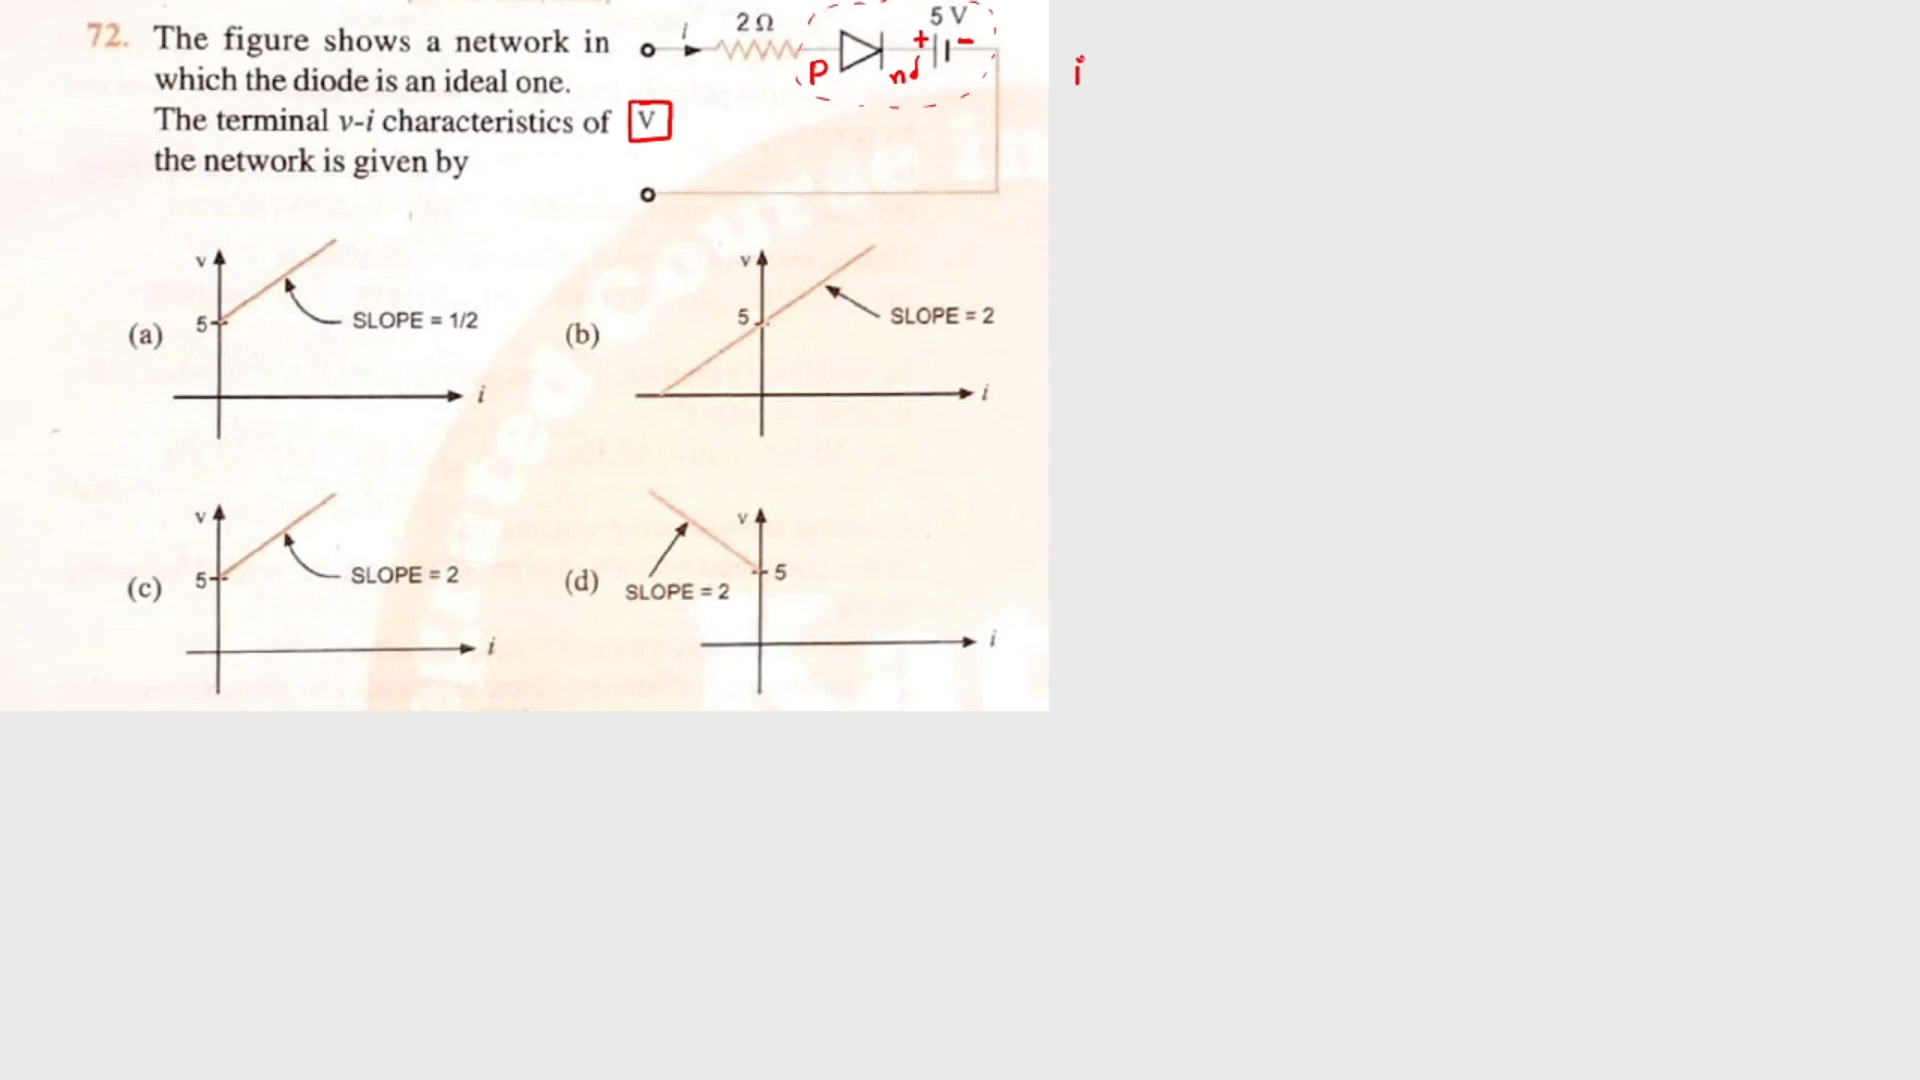 72. The figure shows a network in
which the diode is an ideal one.
The terminal v-i characteristics of
the network is given by
i
2 Ω
5 V
+
-
P
n
V
i
(a)
v
5
SLOPE = 1/2
i
(b)
v
5
SLOPE = 2
i
(c)
v
5
SLOPE = 2
i
(d)
v
5
SLOPE = 2
i